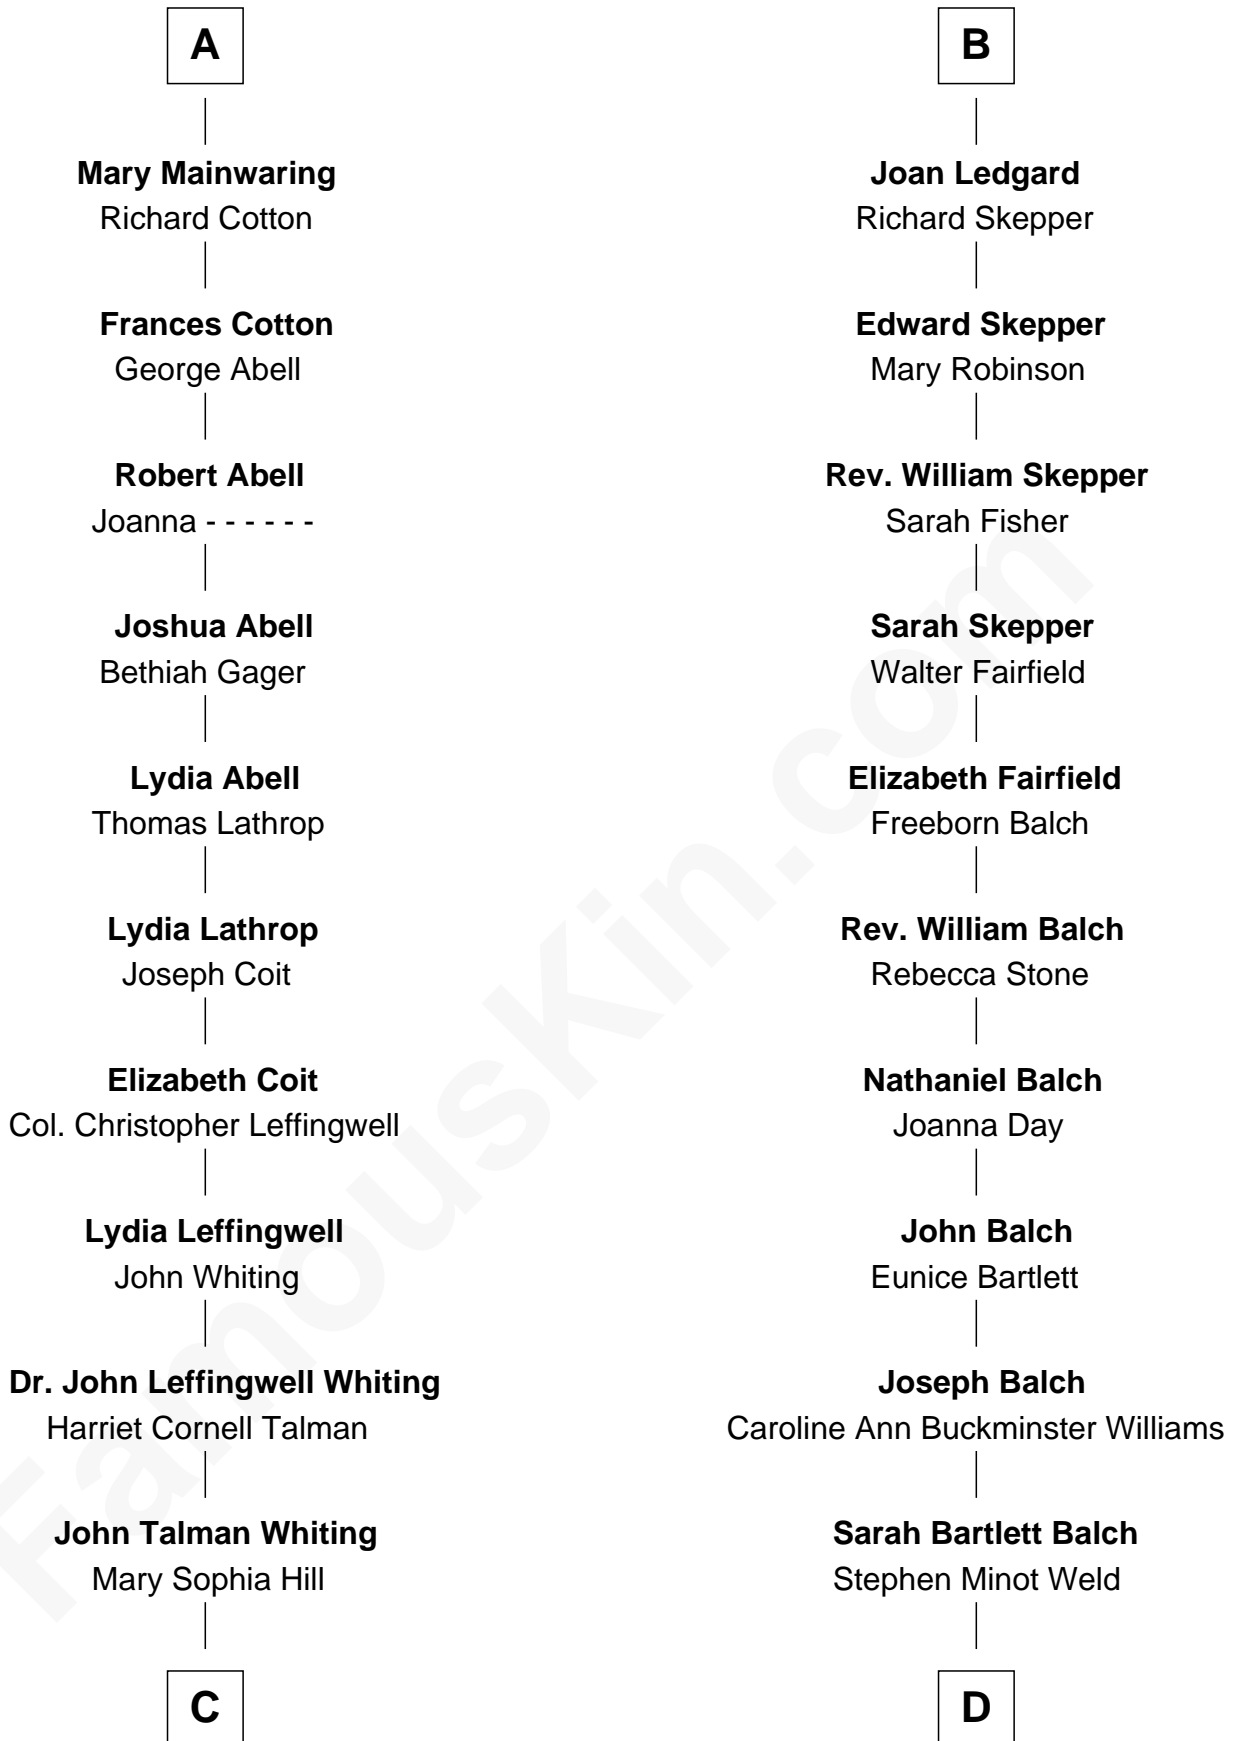 A
Mary Mainwaring
Richard Cotton
Frances Cotton
George Abell
Robert Abell
Joanna - - - - - -
Joshua Abell
Bethiah Gager
Lydia Abell
Thomas Lathrop
Lydia Lathrop
Joseph Coit
Elizabeth Coit
Col. Christopher Leffingwell
Lydia Leffingwell
John Whiting
Dr. John Leffingwell Whiting
Harriet Cornell Talman
John Talman Whiting
Mary Sophia Hill
C
B
Joan Ledgard
Richard Skepper
Edward Skepper
Mary Robinson
Rev. William Skepper
Sarah Fisher
Sarah Skepper
Walter Fairfield
Elizabeth Fairfield
Freeborn Balch
Rev. William Balch
Rebecca Stone
Nathaniel Balch
Joanna Day
John Balch
Eunice Bartlett
Joseph Balch
Caroline Ann Buckminster Williams
Sarah Bartlett Balch
Stephen Minot Weld
D
FamousKin.com